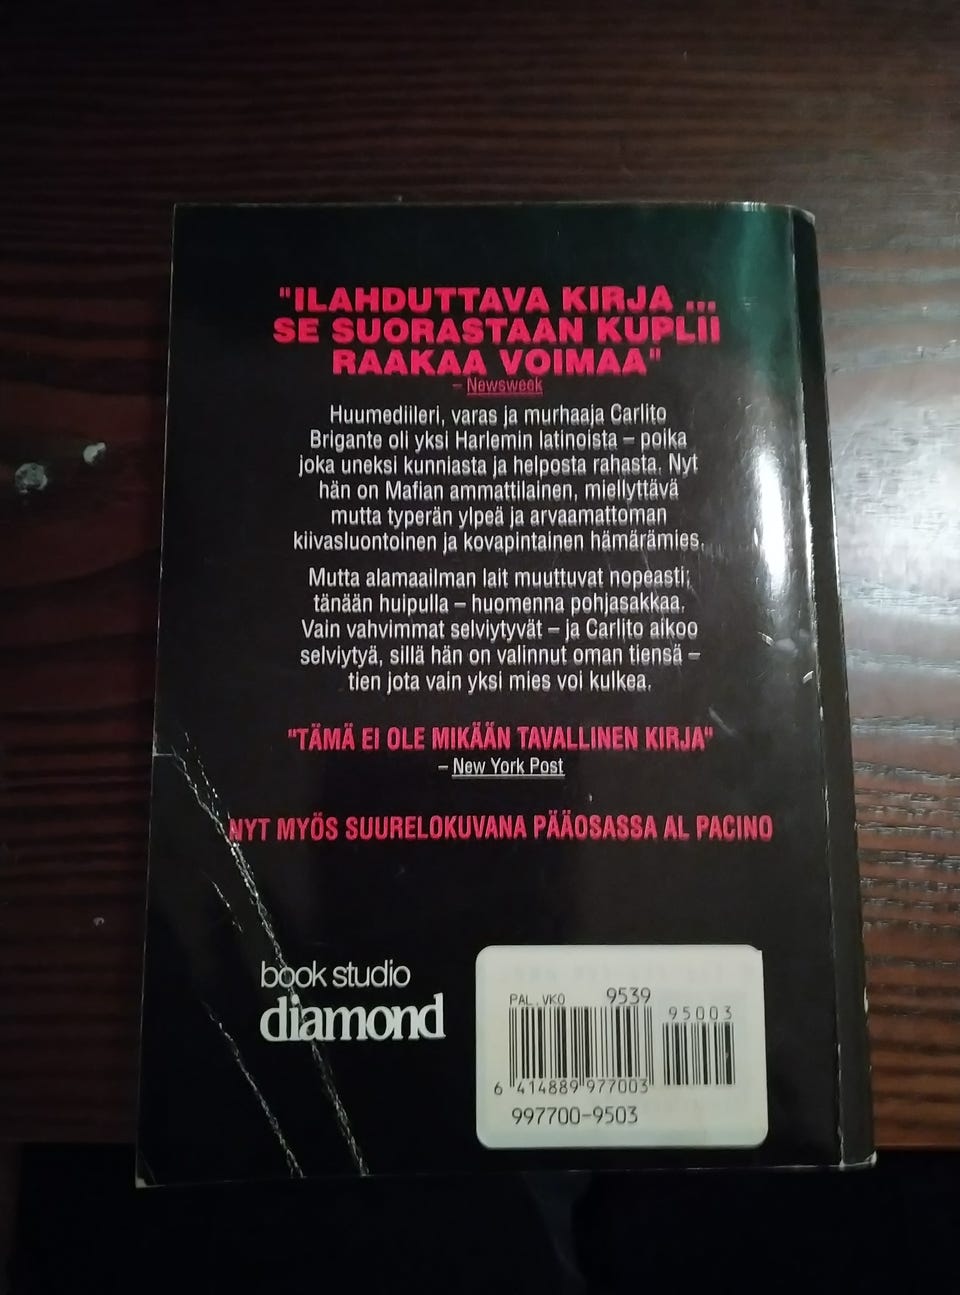 "ILAHDUTTAVA KIRJA ...
SE SUORASTAAN KUPLII
RAAKAA VOIMAA"
– Newsweek
Huumediileri, varas ja murhaaja Carlito
Brigante oli yksi Harlemin latinoista – poika
joka uneksi kunniasta ja helposta rahasta. Nyt
hän on Mafian ammattilainen, miellyttävä
mutta typerän ylpeä ja arvaamattoman
kiivasluontoinen ja kovapintainen hämärämies.
Mutta alamaailman lait muuttuvat nopeasti;
tänään huipulla – huomenna pohjasakkaa.
Vain vahvimmat selviytyvät – ja Carlito aikoo
selviytyä, sillä hän on valinnut oman tiensä –
tien jota vain yksi mies voi kulkea.
"TÄMÄ EI OLE MIKÄÄN TAVALLINEN KIRJA"
– New York Post
NYT MYÖS SUURELOKUVANA PÄÄOSASSA AL PACINO
book studio
diamond
PAL.VKO 9539
95003
6 414889 977003
997700-9503